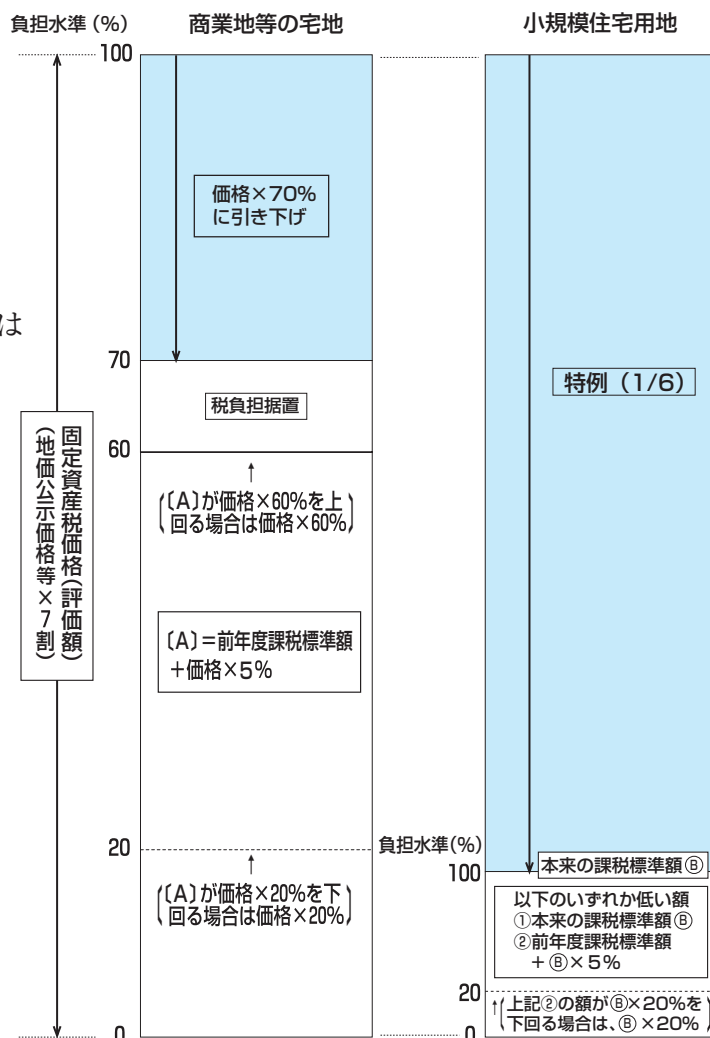 負担水準（%）
商業地等の宅地
小規模住宅用地
100
価格×70%
に引き下げ
は
70
税負担据置
60
↑
（〔A〕が価格×60%を上
回る場合は価格×60%）
固定資産税価格（評価額）
（地価公示価格等×7割）
〔A〕＝前年度課税標準額
＋価格×5%
20
↑
（〔A〕が価格×20%を下
回る場合は価格×20%）
0
特例（1/6）
負担水準（%）
100
本来の課税標準額Ⓑ
以下のいずれか低い額
①本来の課税標準額Ⓑ
②前年度課税標準額
＋Ⓑ×5%
20
↑（上記②の額がⒷ×20%を
下回る場合は、Ⓑ×20%）
0